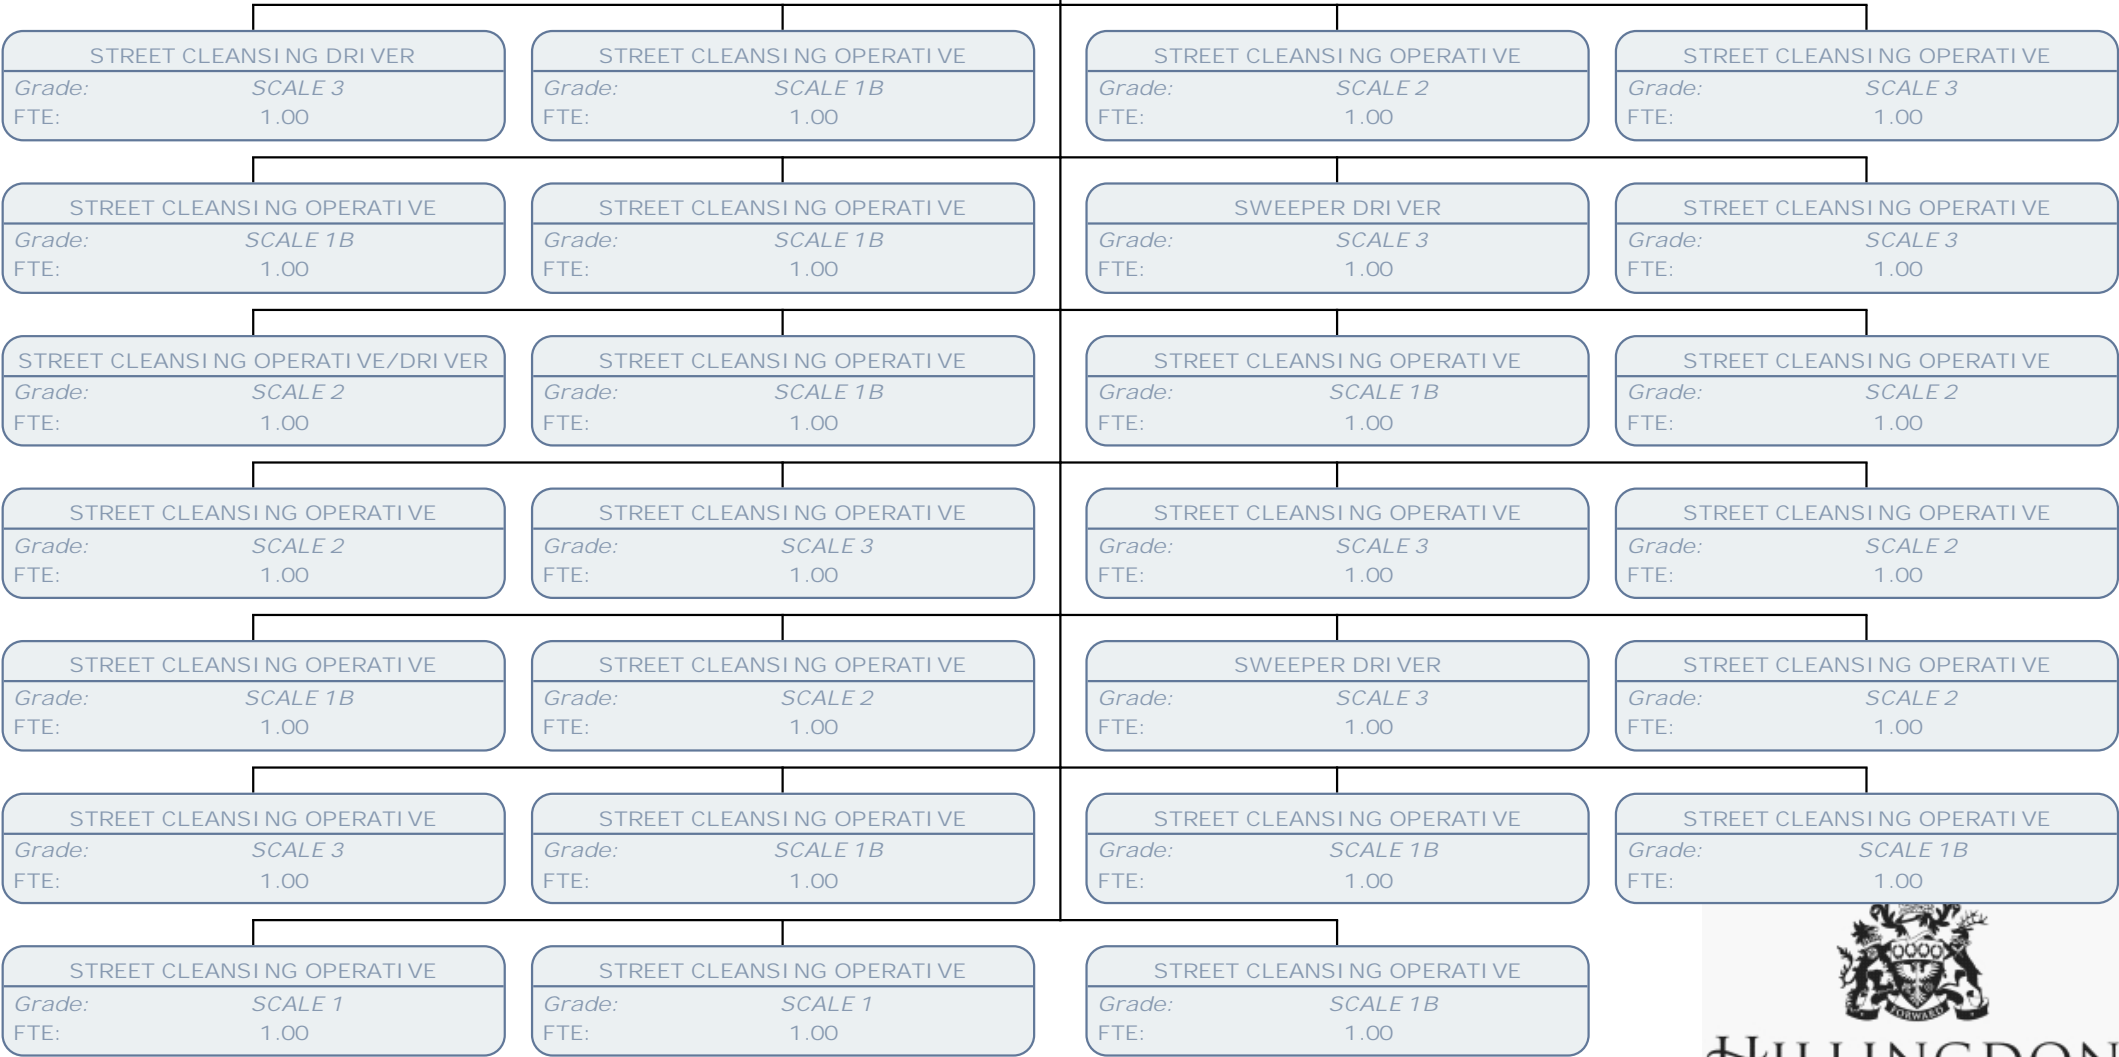 STREET CLEANSING DRIVER
Grade: SCALE 3
FTE: 1.00
STREET CLEANSING OPERATIVE
Grade: SCALE 1B
FTE: 1.00
STREET CLEANSING OPERATIVE
Grade: SCALE 2
FTE: 1.00
STREET CLEANSING OPERATIVE
Grade: SCALE 3
FTE: 1.00
STREET CLEANSING OPERATIVE
Grade: SCALE 1B
FTE: 1.00
STREET CLEANSING OPERATIVE
Grade: SCALE 1B
FTE: 1.00
SWEEPER DRIVER
Grade: SCALE 3
FTE: 1.00
STREET CLEANSING OPERATIVE
Grade: SCALE 3
FTE: 1.00
STREET CLEANSING OPERATIVE/DRIVER
Grade: SCALE 2
FTE: 1.00
STREET CLEANSING OPERATIVE
Grade: SCALE 1B
FTE: 1.00
STREET CLEANSING OPERATIVE
Grade: SCALE 1B
FTE: 1.00
STREET CLEANSING OPERATIVE
Grade: SCALE 2
FTE: 1.00
STREET CLEANSING OPERATIVE
Grade: SCALE 2
FTE: 1.00
STREET CLEANSING OPERATIVE
Grade: SCALE 3
FTE: 1.00
STREET CLEANSING OPERATIVE
Grade: SCALE 3
FTE: 1.00
STREET CLEANSING OPERATIVE
Grade: SCALE 2
FTE: 1.00
STREET CLEANSING OPERATIVE
Grade: SCALE 1B
FTE: 1.00
STREET CLEANSING OPERATIVE
Grade: SCALE 2
FTE: 1.00
SWEEPER DRIVER
Grade: SCALE 3
FTE: 1.00
STREET CLEANSING OPERATIVE
Grade: SCALE 2
FTE: 1.00
STREET CLEANSING OPERATIVE
Grade: SCALE 3
FTE: 1.00
STREET CLEANSING OPERATIVE
Grade: SCALE 1B
FTE: 1.00
STREET CLEANSING OPERATIVE
Grade: SCALE 1B
FTE: 1.00
STREET CLEANSING OPERATIVE
Grade: SCALE 1B
FTE: 1.00
STREET CLEANSING OPERATIVE
Grade: SCALE 1
FTE: 1.00
STREET CLEANSING OPERATIVE
Grade: SCALE 1
FTE: 1.00
STREET CLEANSING OPERATIVE
Grade: SCALE 1B
FTE: 1.00
FORWARD
HILLINGDON